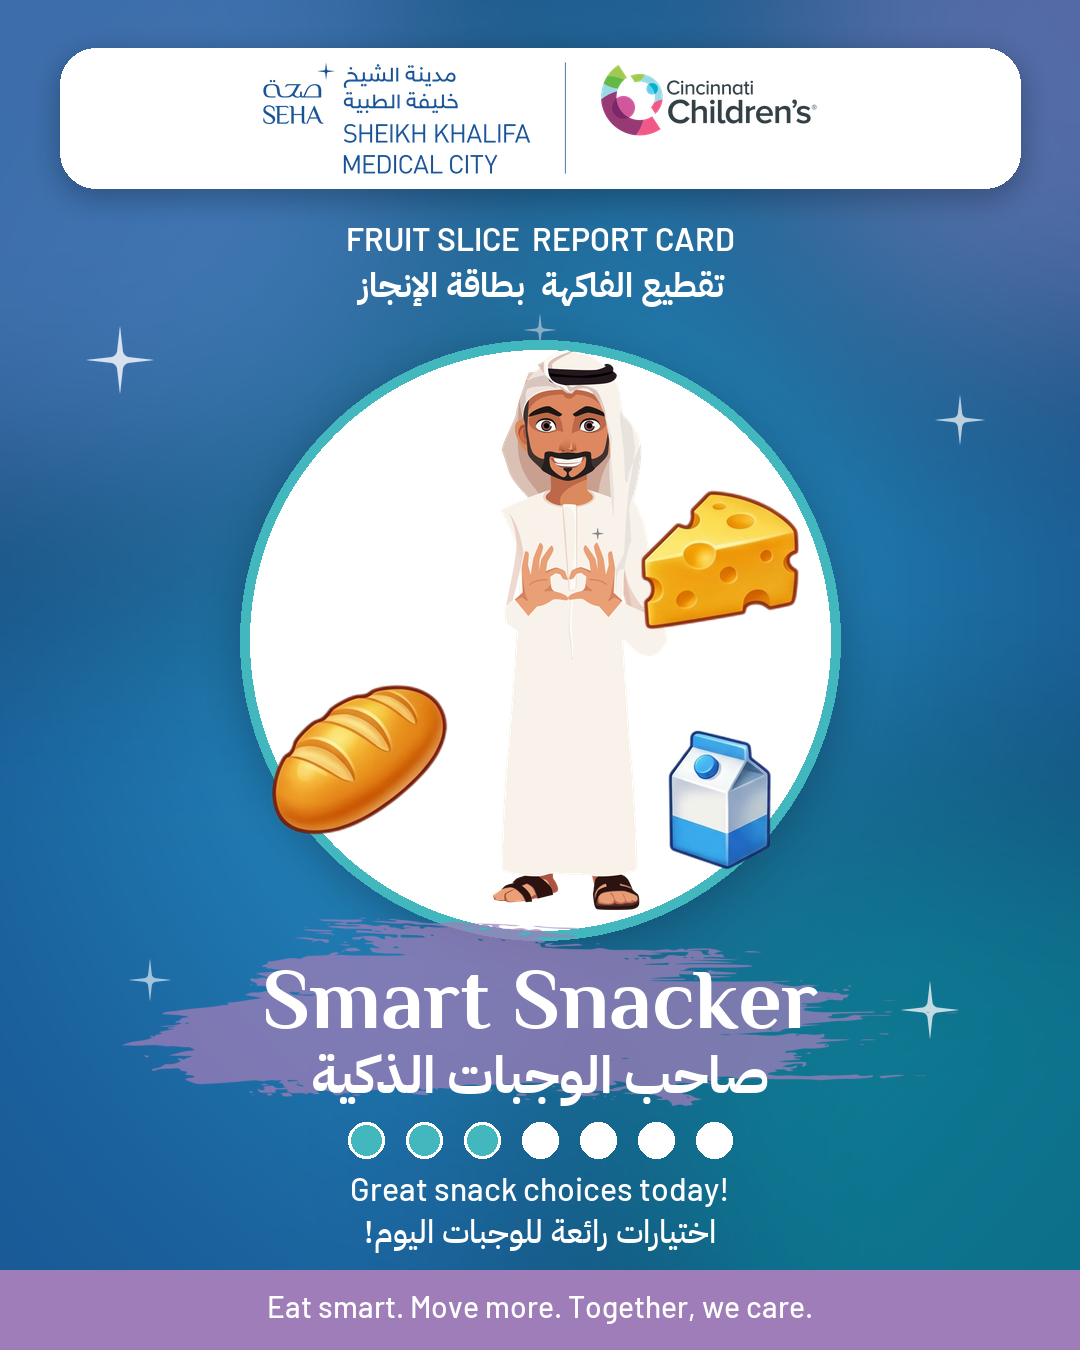 صحة
SEHA
مدينة الشيخ
خليفة الطبية
SHEIKH KHALIFA
MEDICAL CITY
Cincinnati
Children's®
FRUIT SLICE REPORT CARD
تقطيع الفاكهة بطاقة الإنجاز
Smart Snacker
صاحب الوجبات الذكية
Great snack choices today!
اختيارات رائعة للوجبات اليوم!
Eat smart. Move more. Together, we care.